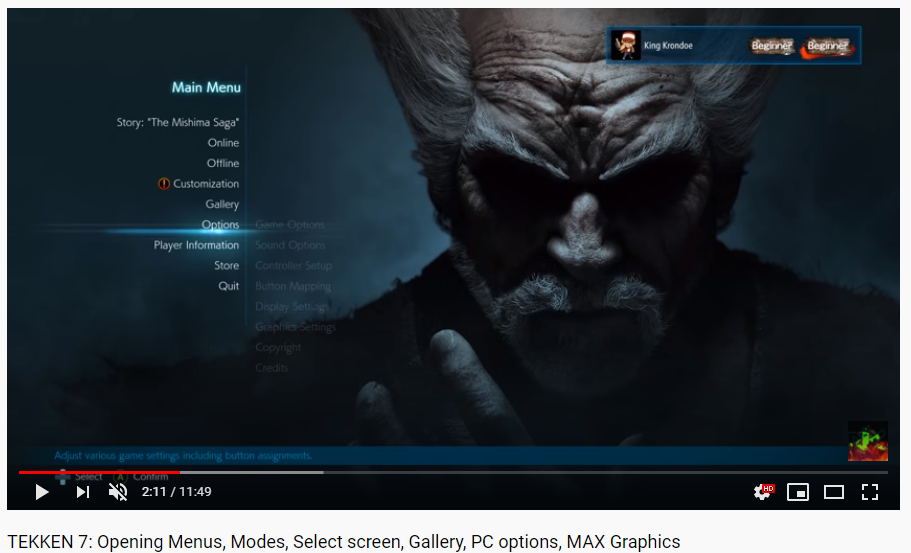 King Krondoe Beginner Beginner
Main Menu
Story: "The Mishima Saga"
Online
Offline
Customization
Gallery
Options
Player Information
Store
Quit
Game Options
Sound Options
Controller Setup
Button Mapping
Display Settings
Graphics Settings
Copyright
Credits
Adjust various game settings including button assignments.
Select A Confirm
2:11 / 11:49
HD
TEKKEN 7: Opening Menus, Modes, Select screen, Gallery, PC options, MAX Graphics